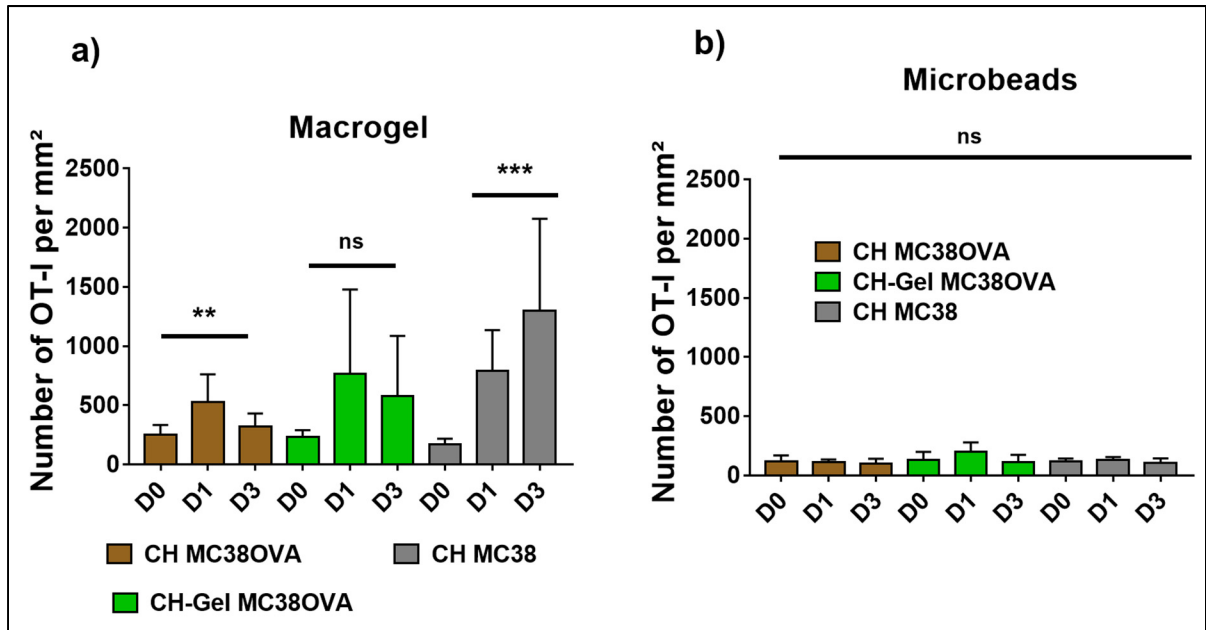 a)
Macrogel
Number of OT-I per mm²
2500
2000
1500
1000
500
0
**
ns
***
D0
D1
D3
D0
D1
D3
D0
D1
D3
CH MC38OVA
CH MC38
CH-Gel MC38OVA
b)
Microbeads
ns
Number of OT-I per mm²
2500
2000
1500
1000
500
0
CH MC38OVA
CH-Gel MC38OVA
CH MC38
D0
D1
D3
D0
D1
D3
D0
D1
D3